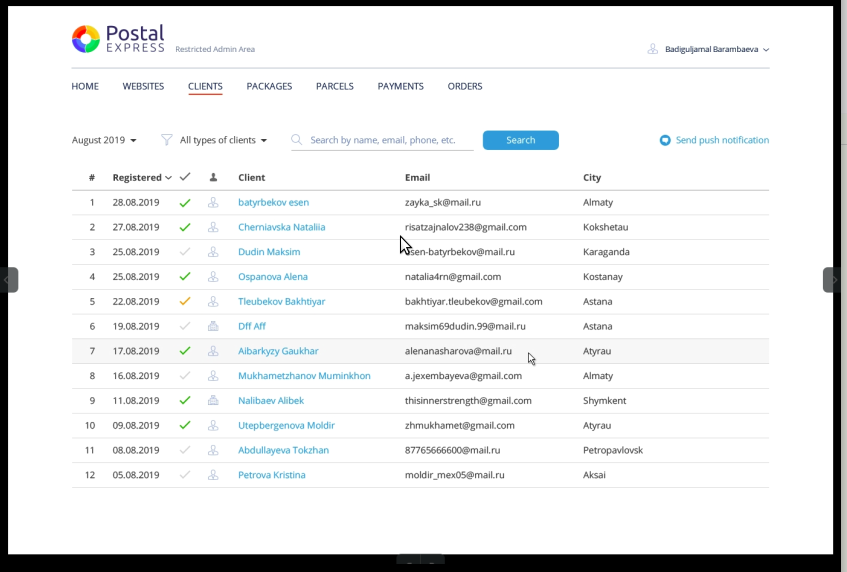 Postal
EXPRESS
Restricted Admin Area
Badiguljamal Barambaeva
HOME WEBSITES CLIENTS PACKAGES PARCELS PAYMENTS ORDERS
August 2019 All types of clients Search by name, email, phone, etc. Search Send push notification
# Registered Client Email City
1 28.08.2019 batyrbekov esen zayka_sk@mail.ru Almaty
2 27.08.2019 Cherniavska Nataliia risatzajnalov238@gmail.com Kokshetau
3 25.08.2019 Dudin Maksim esen-batyrbekov@mail.ru Karaganda
4 25.08.2019 Ospanova Alena natalia4rn@gmail.com Kostanay
5 22.08.2019 Tleubekov Bakhtiyar bakhtiyar.tleubekov@gmail.com Astana
6 19.08.2019 Dff Aff maksim69dudin.99@mail.ru Astana
7 17.08.2019 Aibarkyzy Gaukhar alenanasharova@mail.ru Atyrau
8 16.08.2019 Mukhametzhanov Muminkhon a.jexembayeva@gmail.com Almaty
9 11.08.2019 Nalibaev Alibek thisinnerstrength@gmail.com Shymkent
10 09.08.2019 Utepbergenova Moldir zhmukhamet@gmail.com Atyrau
11 08.08.2019 Abdullayeva Tokzhan 87765666600@mail.ru Petropavlovsk
12 05.08.2019 Petrova Kristina moldir_mex05@mail.ru Aksai